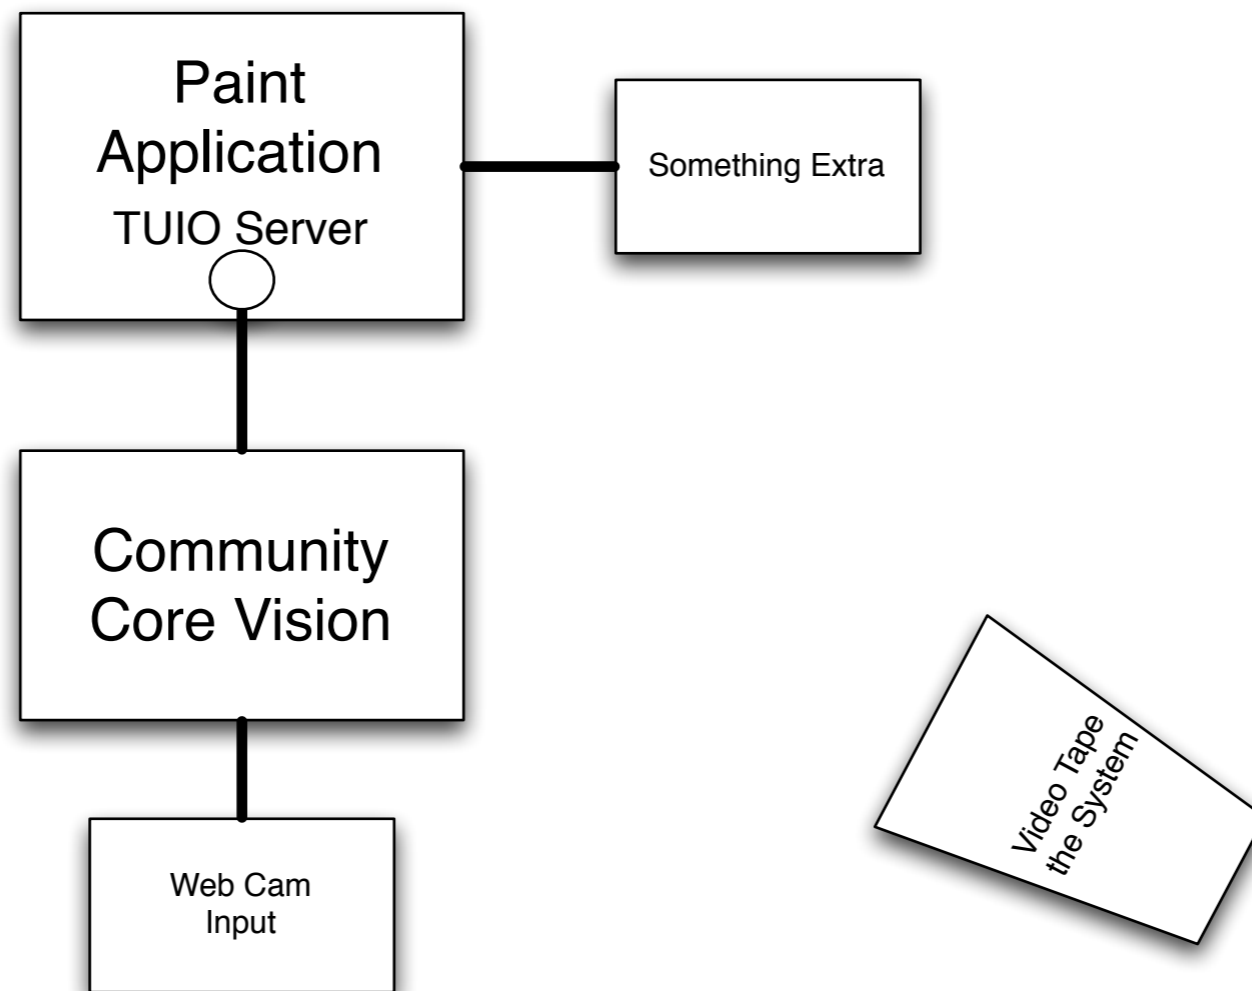 Paint
Application
TUIO Server
Something Extra
Community
Core Vision
Video Tape
the System
Web Cam
Input